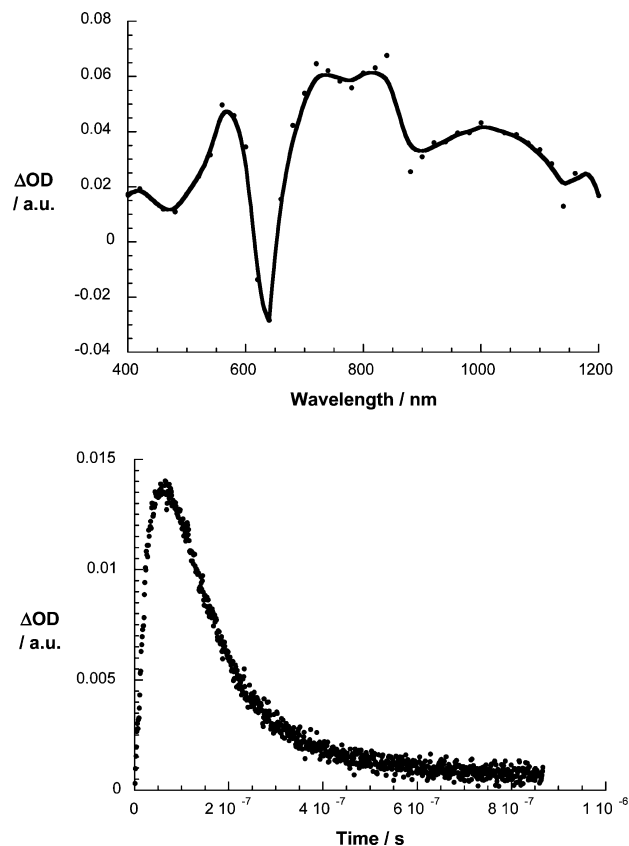 0.08
0.06
0.04
0.02
0
-0.02
-0.04
ΔOD
/ a.u.
400 600 800 1000 1200
Wavelength / nm
0.015
0.01
0.005
0
ΔOD
/ a.u.
0 2 10 -7 4 10 -7 6 10 -7 8 10 -7 1 10 -6
Time / s